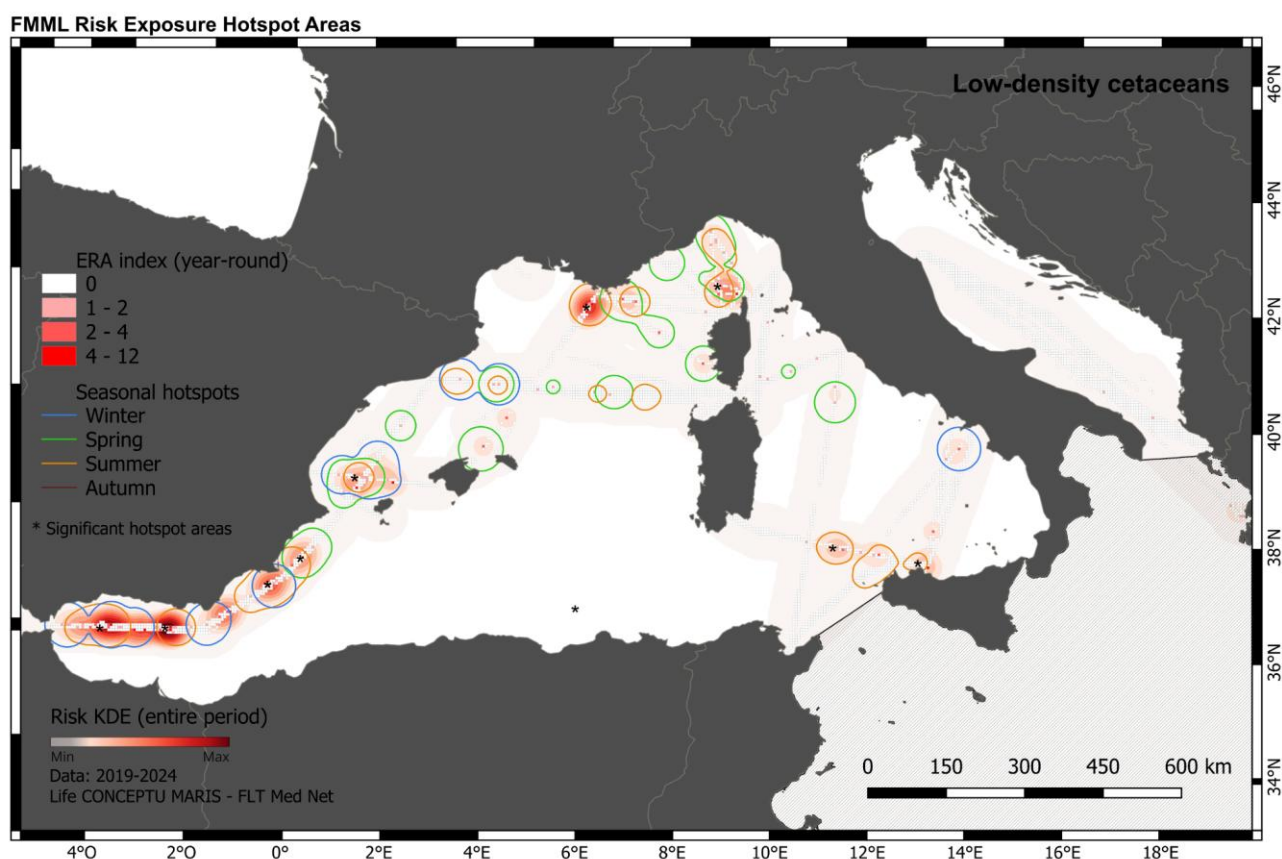 FMML Risk Exposure Hotspot Areas
Low-density cetaceans
46°N
44°N
42°N
40°N
38°N
36°N
34°N
ERA index (year-round)
0
1 - 2
2 - 4
4 - 12
Seasonal hotspots
Winter
Spring
Summer
Autumn
* Significant hotspot areas
Risk KDE (entire period)
Min Max
Data: 2019-2024
Life CONCEPTU MARIS - FLT Med Net
0 150 300 450 600 km
4°O 2°O 0 2°E 4°E 6°E 8°E 10°E 12°E 14°E 16°E 18°E